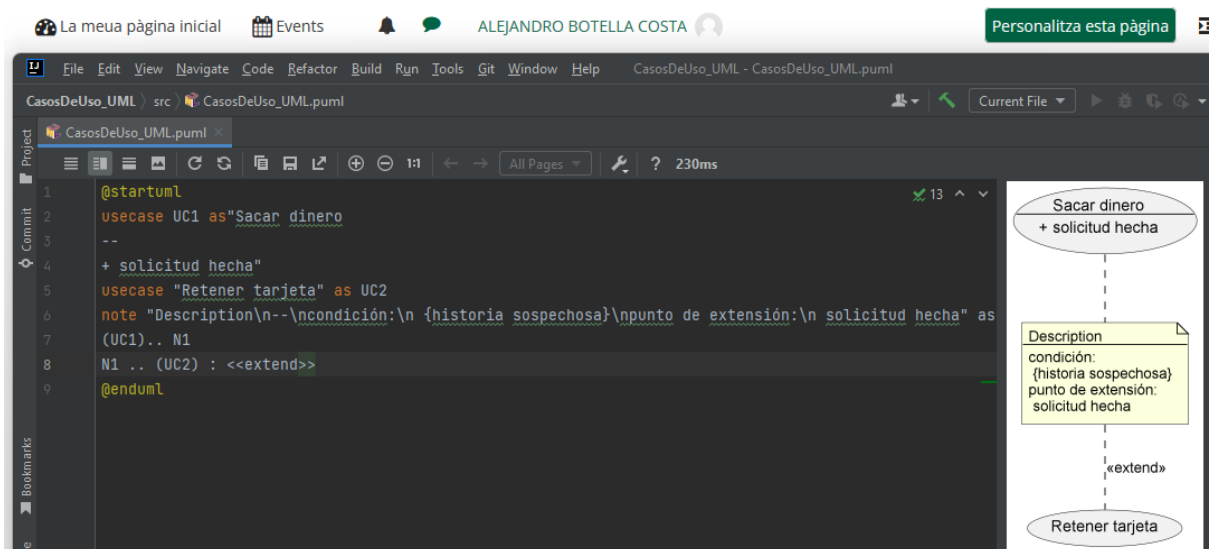 La meua pàgina inicial Events ALEJANDRO BOTELLA COSTA Personalitza esta pàgina
IJ File Edit View Navigate Code Refactor Build Run Tools Git Window Help CasosDeUso_UML - CasosDeUso_UML.puml
CasosDeUso_UML src CasosDeUso_UML.puml Current File
CasosDeUso_UML.puml
Project
1:1 All Pages ? 230ms
1 @startuml
13
2 usecase UC1 as"Sacar dinero
3 --
4 + solicitud hecha"
5 usecase "Retener tarjeta" as UC2
6 note "Description\n--\ncondición:\n {historia sospechosa}\npunto de extensión:\n solicitud hecha" as
7 (UC1).. N1
8 N1 .. (UC2) : <<extend>>
9 @enduml
Commit
Bookmarks
Sacar dinero
+ solicitud hecha
Description
condición:
{historia sospechosa}
punto de extensión:
solicitud hecha
«extend»
Retener tarjeta